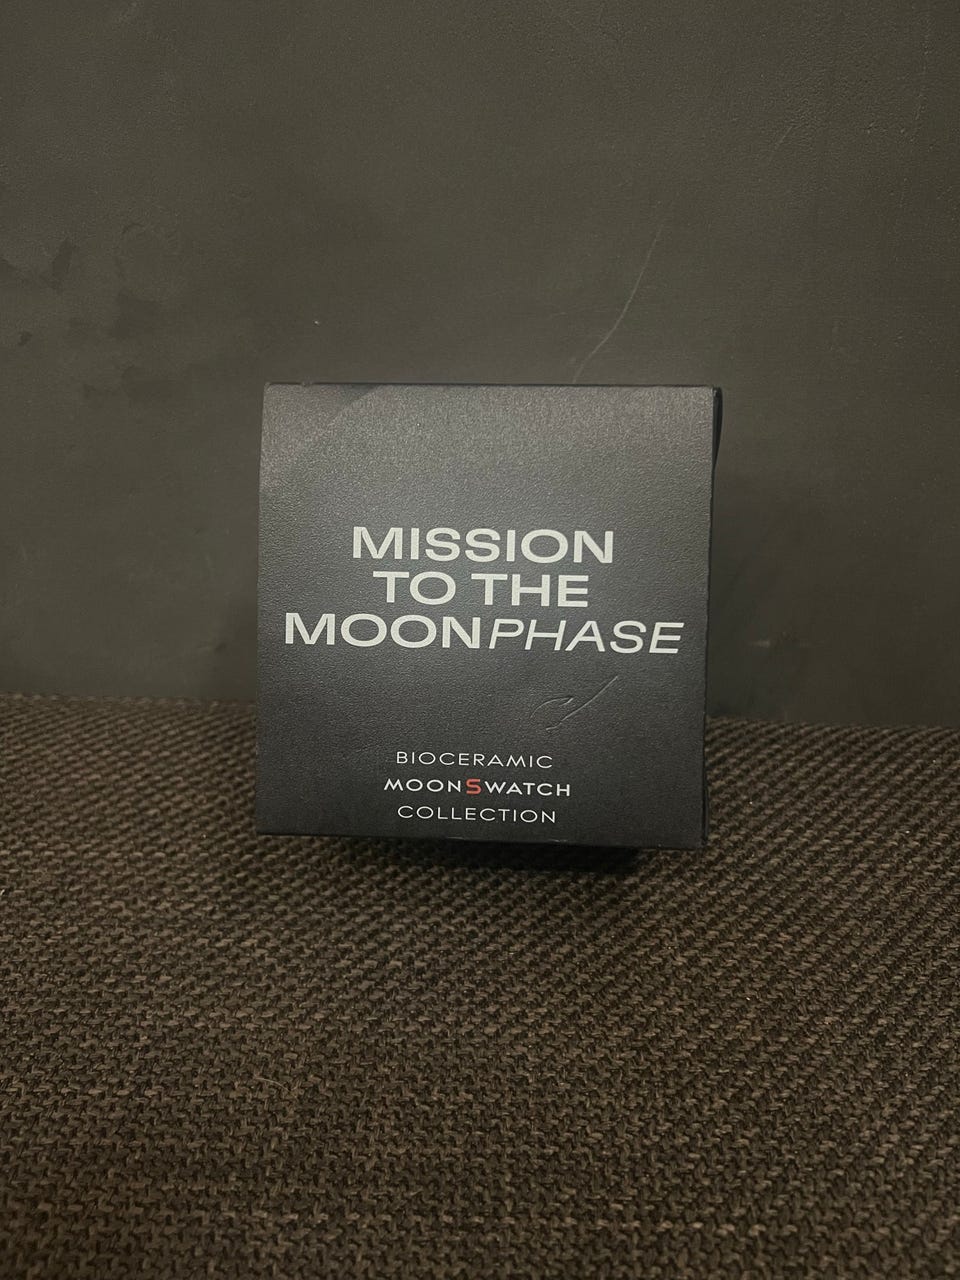 MISSION
TO THE
MOONPHASE
BIOCERAMIC
MOONSWATCH
COLLECTION